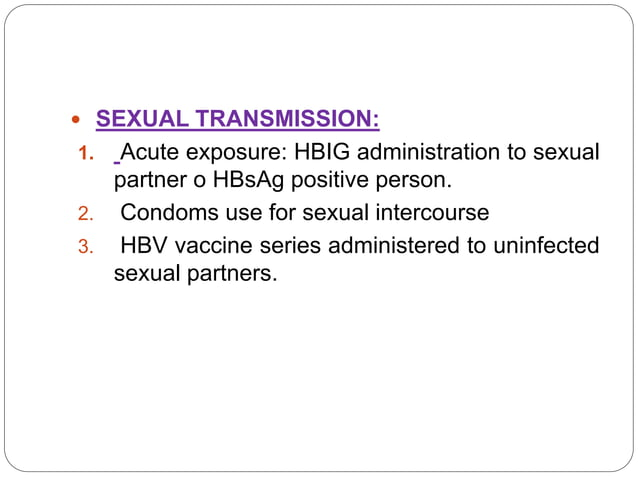 • SEXUAL TRANSMISSION:
1. Acute exposure: HBIG administration to sexual
partner o HBsAg positive person.
2. Condoms use for sexual intercourse
3. HBV vaccine series administered to uninfected
sexual partners.